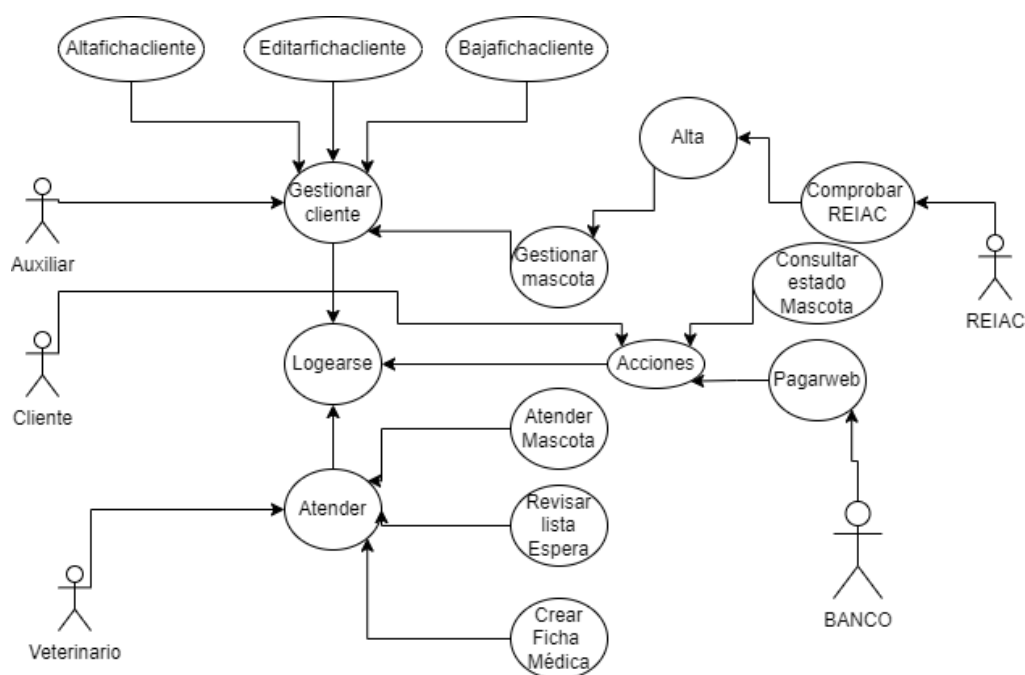 Altafichacliente
Editarfichacliente
Bajafichacliente
Alta
Gestionar
cliente
Comprobar
REIAC
Auxiliar
Gestionar
mascota
Consultar
estado
Mascota
REIAC
Logearse
Acciones
Pagarweb
Cliente
Atender
Mascota
Atender
Revisar
lista
Espera
BANCO
Crear
Ficha
Médica
Veterinario